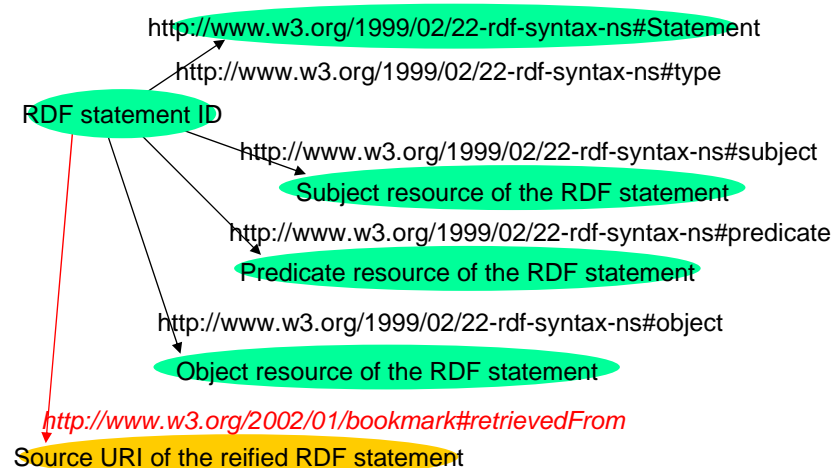 http://www.w3.org/1999/02/22-rdf-syntax-ns#Statement
http://www.w3.org/1999/02/22-rdf-syntax-ns#type
RDF statement ID
http://www.w3.org/1999/02/22-rdf-syntax-ns#subject
Subject resource of the RDF statement
http://www.w3.org/1999/02/22-rdf-syntax-ns#predicate
Predicate resource of the RDF statement
http://www.w3.org/1999/02/22-rdf-syntax-ns#object
Object resource of the RDF statement
http://www.w3.org/2002/01/bookmark#retrievedFrom
Source URI of the reified RDF statement